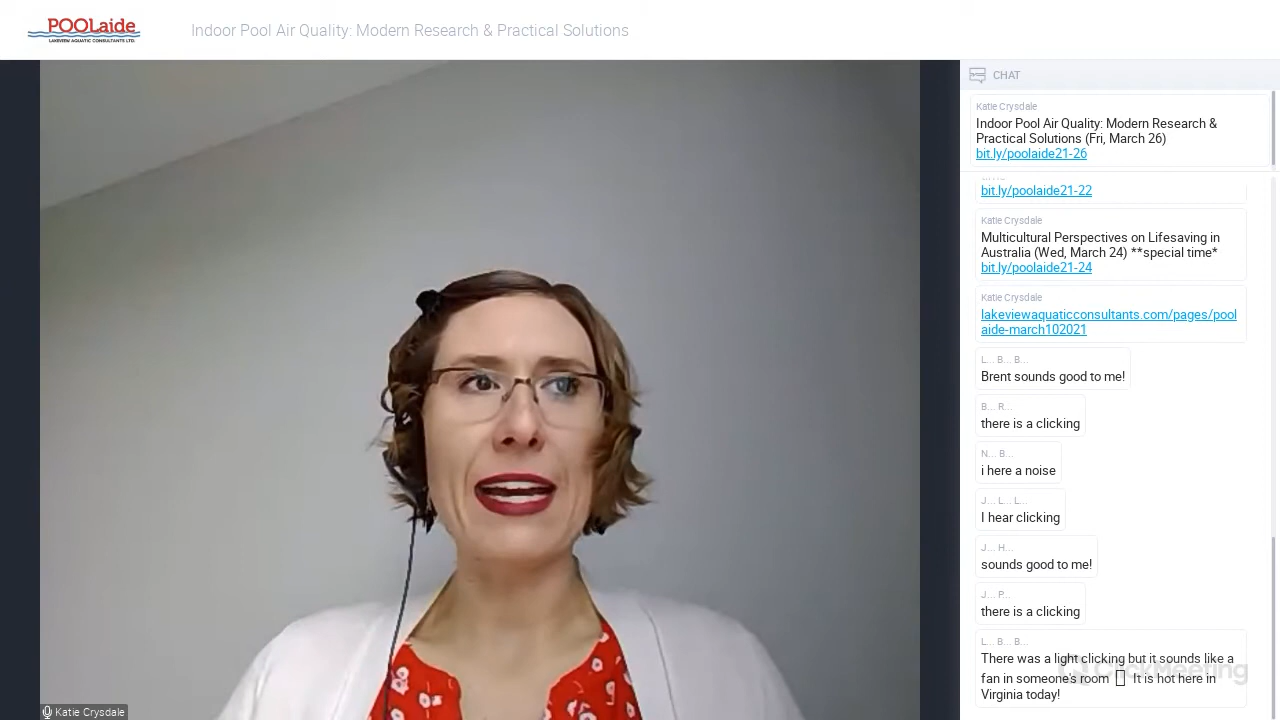 POOLaide
LAKEVIEW AQUATIC CONSULTANTS LTD.
Indoor Pool Air Quality: Modern Research & Practical Solutions
CHAT
Katie Crysdale
Indoor Pool Air Quality: Modern Research &
Practical Solutions (Fri, March 26)
bit.ly/poolaide21-26
bit.ly/poolaide21-22
Katie Crysdale
Multicultural Perspectives on Lifesaving in
Australia (Wed, March 24) **special time*
bit.ly/poolaide21-24
Katie Crysdale
lakeviewaquaticconsultants.com/pages/pool
aide-march102021
L... B... B...
Brent sounds good to me!
B... R...
there is a clicking
N... B...
i here a noise
J... L... L...
I hear clicking
J... H...
sounds good to me!
J... P...
there is a clicking
L... B... B...
There was a light clicking but it sounds like a
fan in someones room It is hot here in
Virginia today!
ClickMeeting
Katie Crysdale